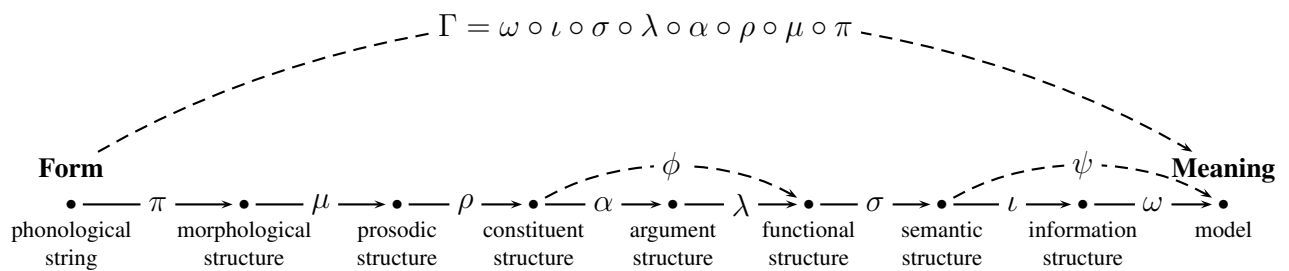 Γ = ω ∘ ι ∘ σ ∘ λ ∘ α ∘ ρ ∘ μ ∘ π
Form ϕ ψ Meaning
π μ ρ α λ σ ι ω
phonological morphological prosodic constituent argument functional semantic information model
string structure structure structure structure structure structure structure